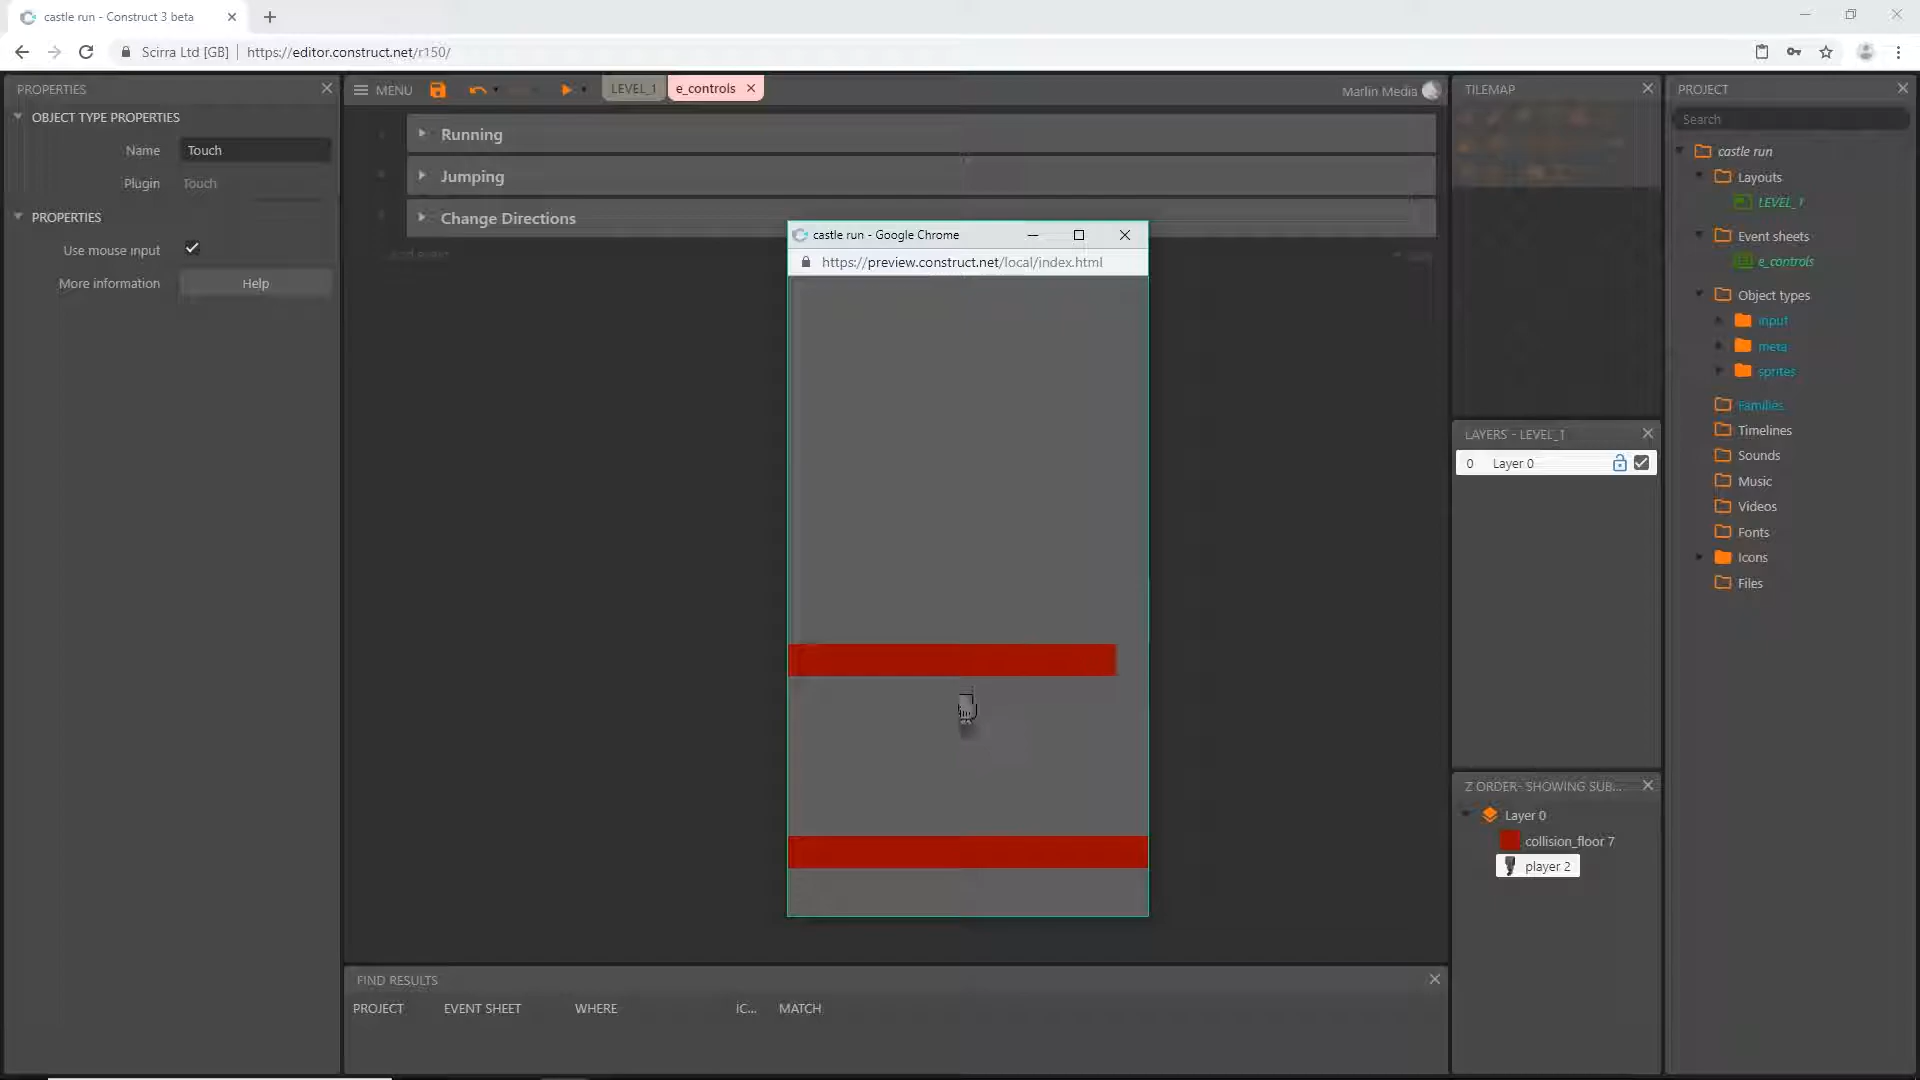 castle run - Construct 3 beta
Scirra Ltd [GB] https://editor.construct.net/r150/
PROPERTIES
OBJECT TYPE PROPERTIES
Name Touch
Plugin Touch
PROPERTIES
Use mouse input
More information Help
MENU
LEVEL_1
e_controls
Marlin Media
Running
Jumping
Change Directions
castle run - Google Chrome
https://preview.construct.net/local/index.html
FIND RESULTS
PROJECT EVENT SHEET WHERE IC... MATCH
TILEMAP
LAYERS - LEVEL_1
0 Layer 0
Z ORDER- SHOWING SUB...
Layer 0
collision_floor 7
player 2
PROJECT
Search
castle run
Layouts
LEVEL_1
Event sheets
e_controls
Object types
input
meta
sprites
Families
Timelines
Sounds
Music
Videos
Fonts
Icons
Files